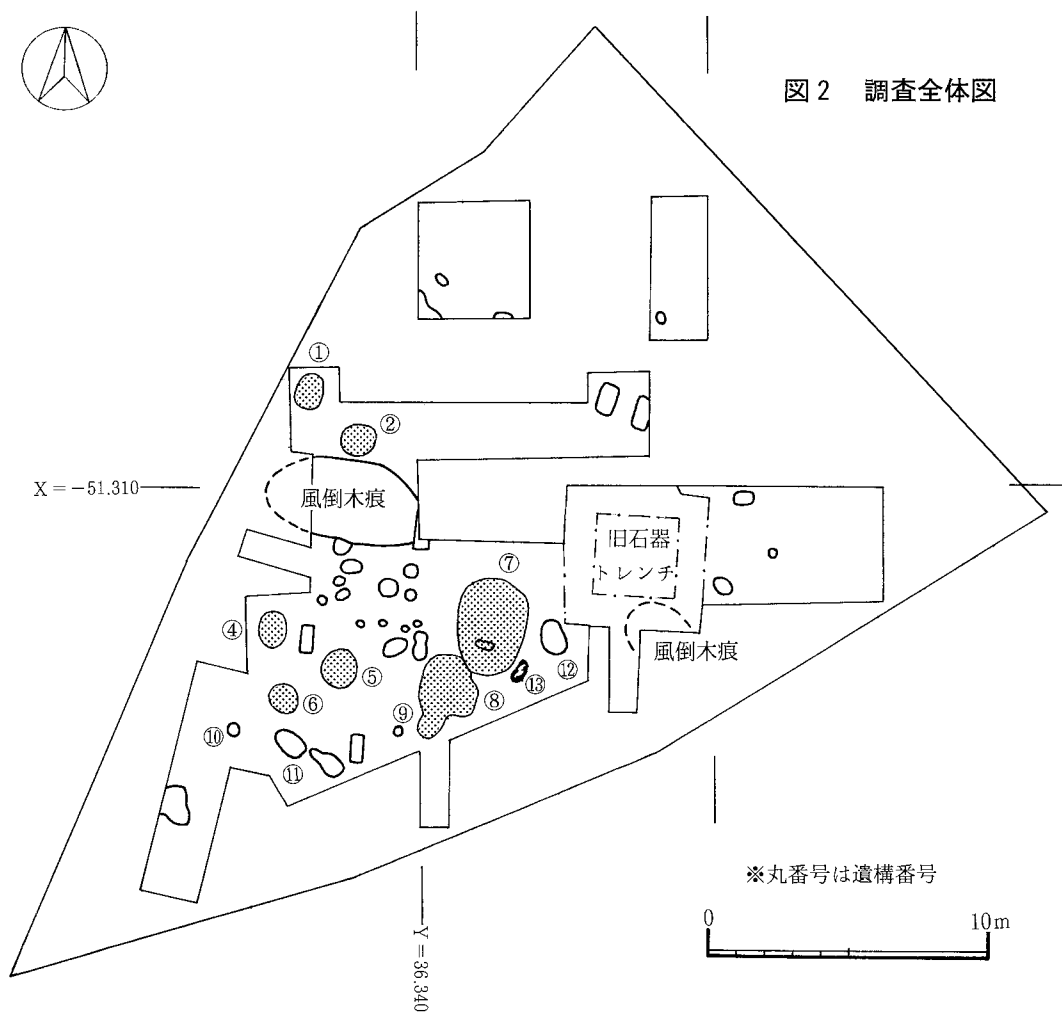 図2 調査全体図
①
②
X=-51.310
風倒木痕
旧石器
トレンチ
⑦
④
風倒木痕
⑤
⑫
⑬
⑥
⑧
⑨
⑩
⑪
※丸番号は遺構番号
0 10m
Y=36.340